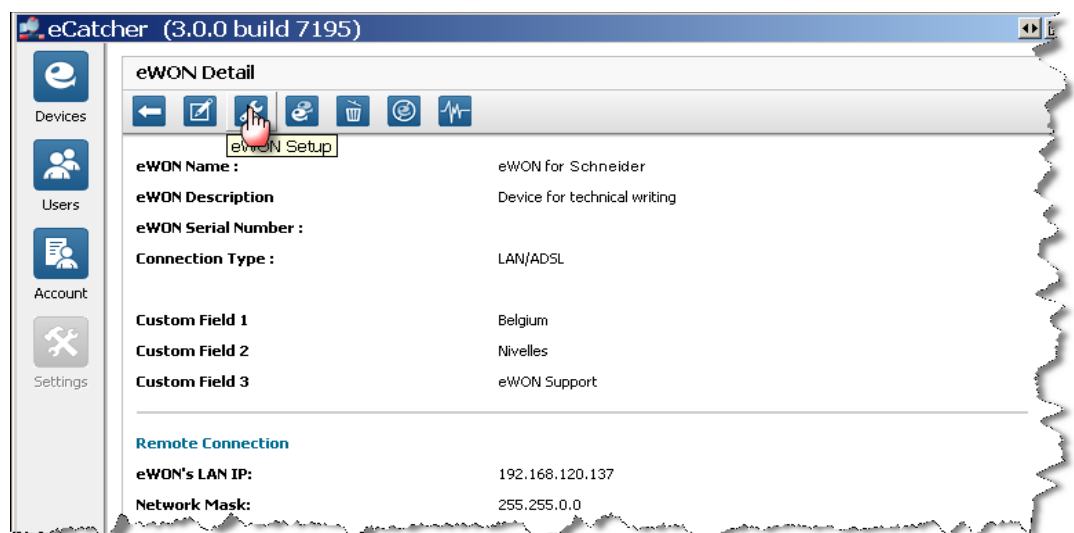 eCatcher (3.0.0 build 7195)
eWON Detail
Devices
eWON Setup
eWON Name : eWON for Schneider
Users
eWON Description Device for technical writing
eWON Serial Number :
Connection Type : LAN/ADSL
Account
Custom Field 1 Belgium
Custom Field 2 Nivelles
Settings
Custom Field 3 eWON Support
Remote Connection
eWON's LAN IP: 192.168.120.137
Network Mask: 255.255.0.0